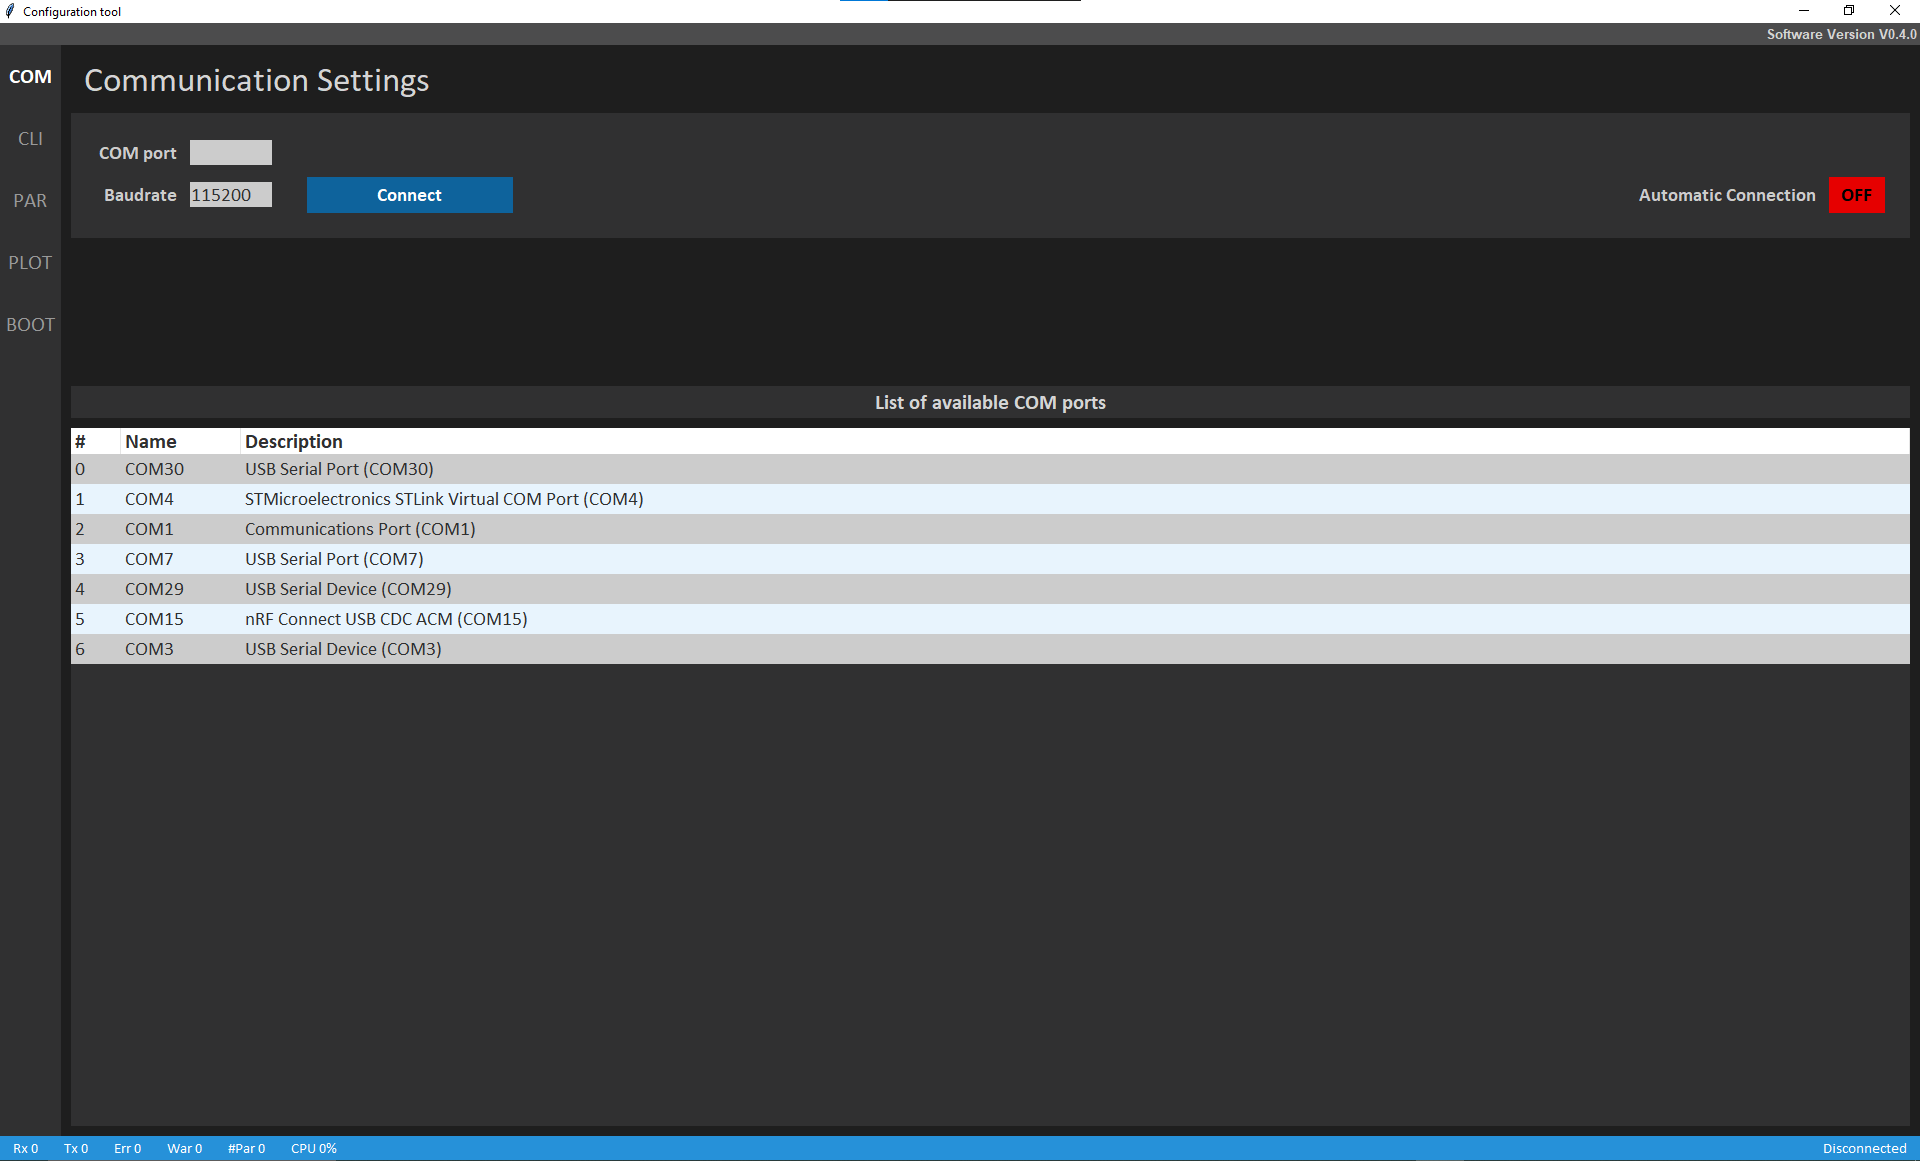 Configuration tool
Software Version V0.4.0
COM
Communication Settings
CLI
COM port
PAR
Baudrate 115200 Connect Automatic Connection OFF
PLOT
BOOT
List of available COM ports
# Name Description
0 COM30 USB Serial Port (COM30)
1 COM4 STMicroelectronics STLink Virtual COM Port (COM4)
2 COM1 Communications Port (COM1)
3 COM7 USB Serial Port (COM7)
4 COM29 USB Serial Device (COM29)
5 COM15 nRF Connect USB CDC ACM (COM15)
6 COM3 USB Serial Device (COM3)
Rx 0 Tx 0 Err 0 War 0 #Par 0 CPU 0% Disconnected